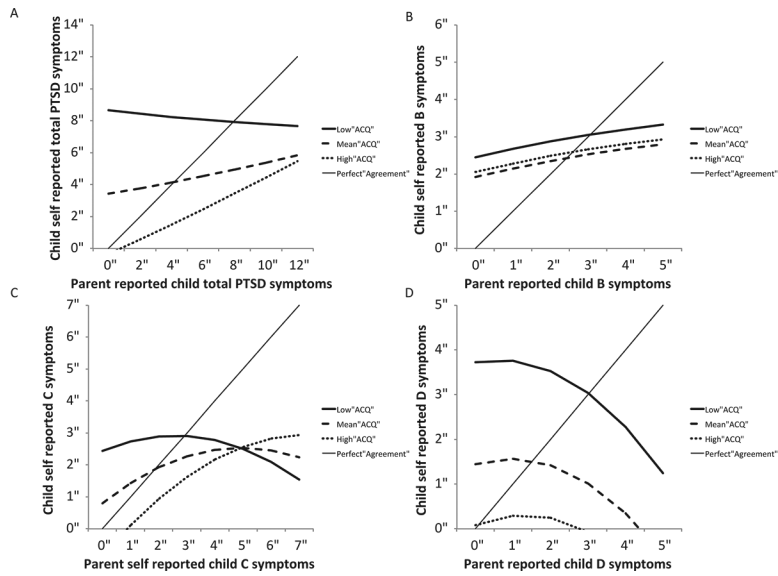 A
Child self reported total PTSD symptoms
14"
12"
10"
8"
6"
4"
2"
0"
0" 2" 4" 6" 8" 10" 12"
Parent reported child total PTSD symptoms
Low"ACQ"
Mean"ACQ"
High"ACQ"
Perfect"Agreement"
B
Child self reported B symptoms
6"
5"
4"
3"
2"
1"
0"
0" 1" 2" 3" 4" 5"
Parent reported child B symptoms
Low"ACQ"
Mean"ACQ"
High"ACQ"
Perfect"Agreement"
C
Child self reported C symptoms
7"
6"
5"
4"
3"
2"
1"
0"
0" 1" 2" 3" 4" 5" 6" 7"
Parent self reported child C symptoms
Low"ACQ"
Mean"ACQ"
High"ACQ"
Perfect"Agreement"
D
Child self reported D symptoms
5"
4"
3"
2"
1"
0"
0" 1" 2" 3" 4" 5"
Parent reported child D symptoms
Low"ACQ"
Mean"ACQ"
High"ACQ"
Perfect"Agreement"